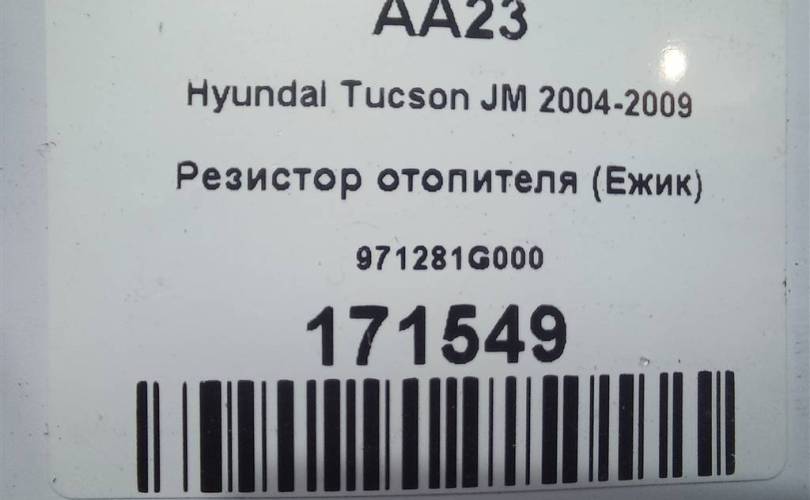 AA23
Hyundai Tucson JM 2004-2009
Резистор отопителя (Ежик)
971281G000
171549